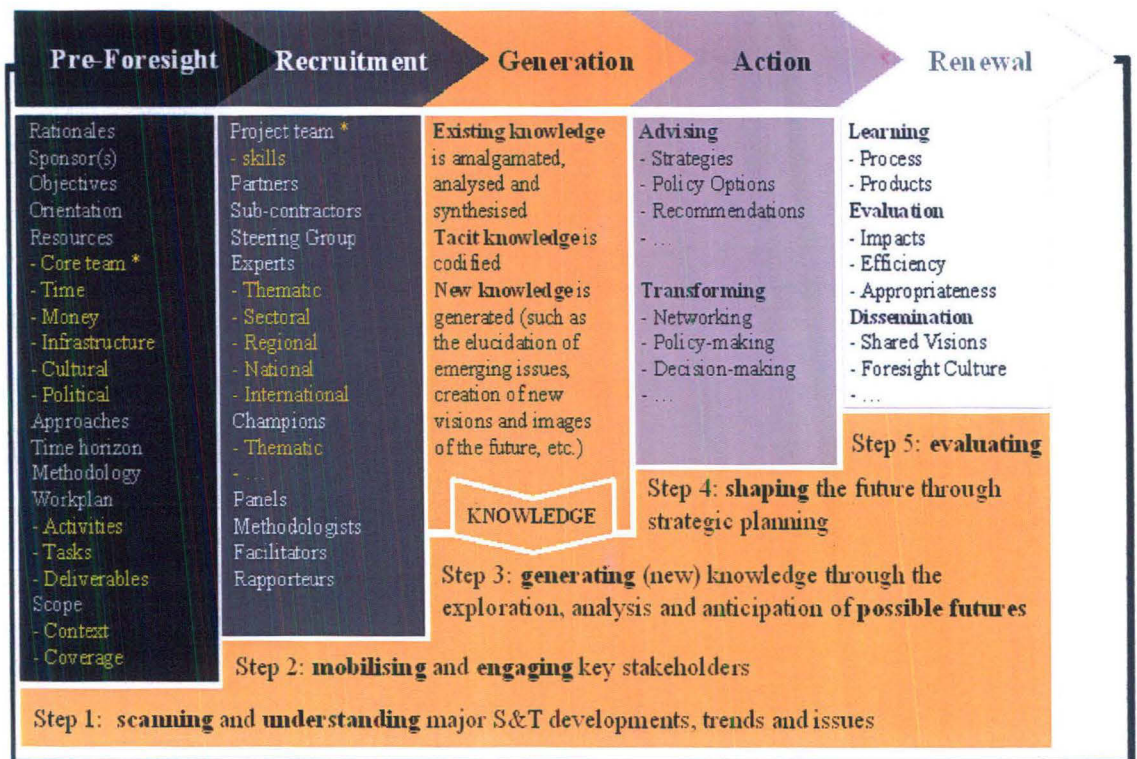 Pre-Foresight
Recruitment
Generation
Action
Renewal
Rationales
Sponsor(s)
Objectives
Orientation
Resources
- Core team *
- Time
- Money
- Infrastructure
- Cultural
- Political
Approaches
Time horizon
Methodology
Workplan
- Activities
- Tasks
- Deliverables
Scope
- Context
- Coverage
Project team *
- skills
Partners
Sub-contractors
Steering Group
Experts
- Thematic
- Sectoral
- Regional
- National
- International
Champions
- Thematic
- ...
Panels
Methodologists
Facilitators
Rapporteurs
Existing knowledge
is amalgamated,
analysed and
synthesised
Tacit knowledge is
codified
New knowledge is
generated (such as
the elucidation of
emerging issues,
creation of new
visions and images
of the future, etc.)
KNOWLEDGE
Advising
- Strategies
- Policy Options
- Recommendations
- ...
Transforming
- Networking
- Policy-making
- Decision-making
- ...
Learning
- Process
- Products
Evaluation
- Impacts
- Efficiency
- Appropriateness
Dissemination
- Shared Visions
- Foresight Culture
- ...
Step 5: evaluating
Step 4: shaping the future through
strategic planning
Step 3: generating (new) knowledge through the
exploration, analysis and anticipation of possible futures
Step 2: mobilising and engaging key stakeholders
Step 1: scanning and understanding major S&T developments, trends and issues